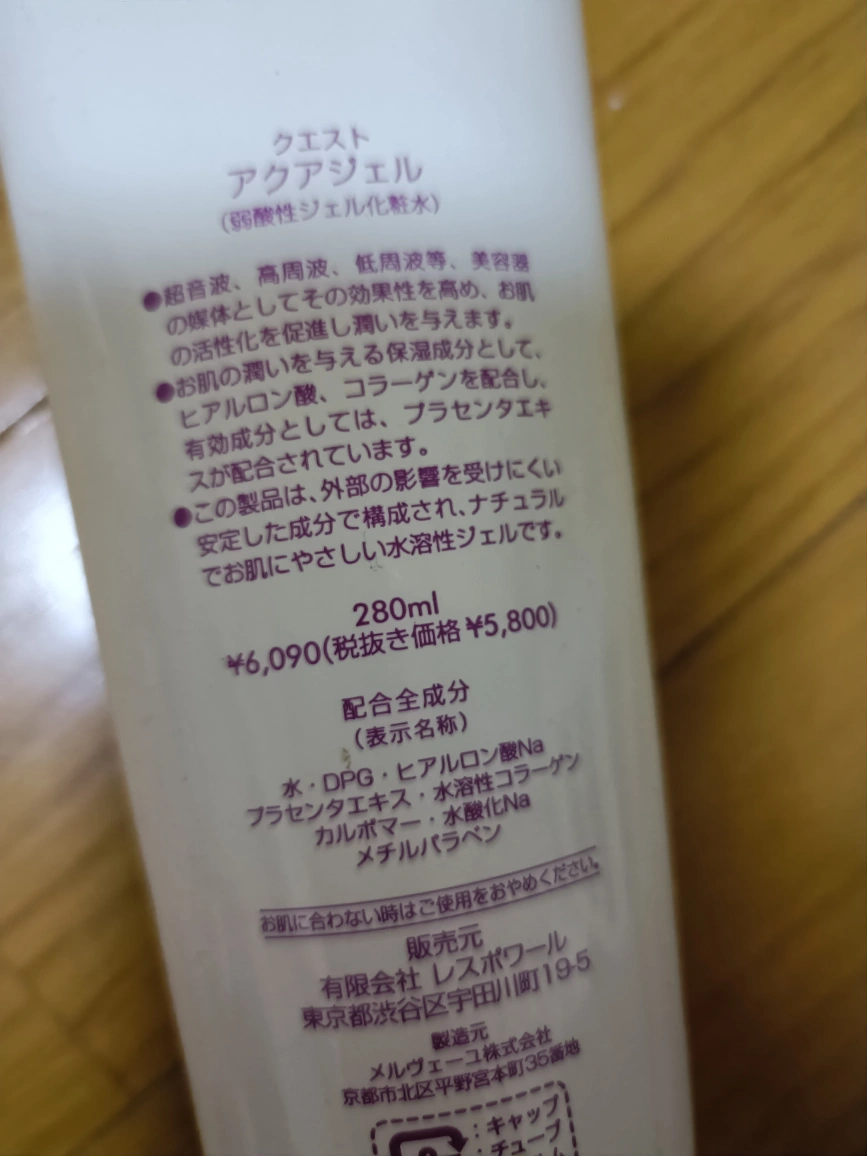 クエスト
アクアジェル
(弱酸性ジェル化粧水)
●超音波、高周波、低周波等、美容器
の媒体としてその効果性を高め、お肌
の活性化を促進し潤いを与えます。
●お肌の潤いを与える保湿成分として、
ヒアルロン酸、コラーゲンを配合し、
有効成分としては、プラセンタエキ
スが配合されています。
●この製品は、外部の影響を受けにくい
安定した成分で構成され、ナチュラル
でお肌にやさしい水溶性ジェルです。
280ml
¥6,090(税抜き価格¥5,800)
配合全成分
(表示名称)
水・DPG・ヒアルロン酸Na
プラセンタエキス・水溶性コラーゲン
カルボマー・水酸化Na
メチルパラベン
お肌に合わない時はご使用をおやめください。
販売元
有限会社 レスポワール
東京都渋谷区宇田川町19-5
製造元
メルヴェーユ株式会社
京都市北区平野宮本町35番地
：キャップ
：チューブ